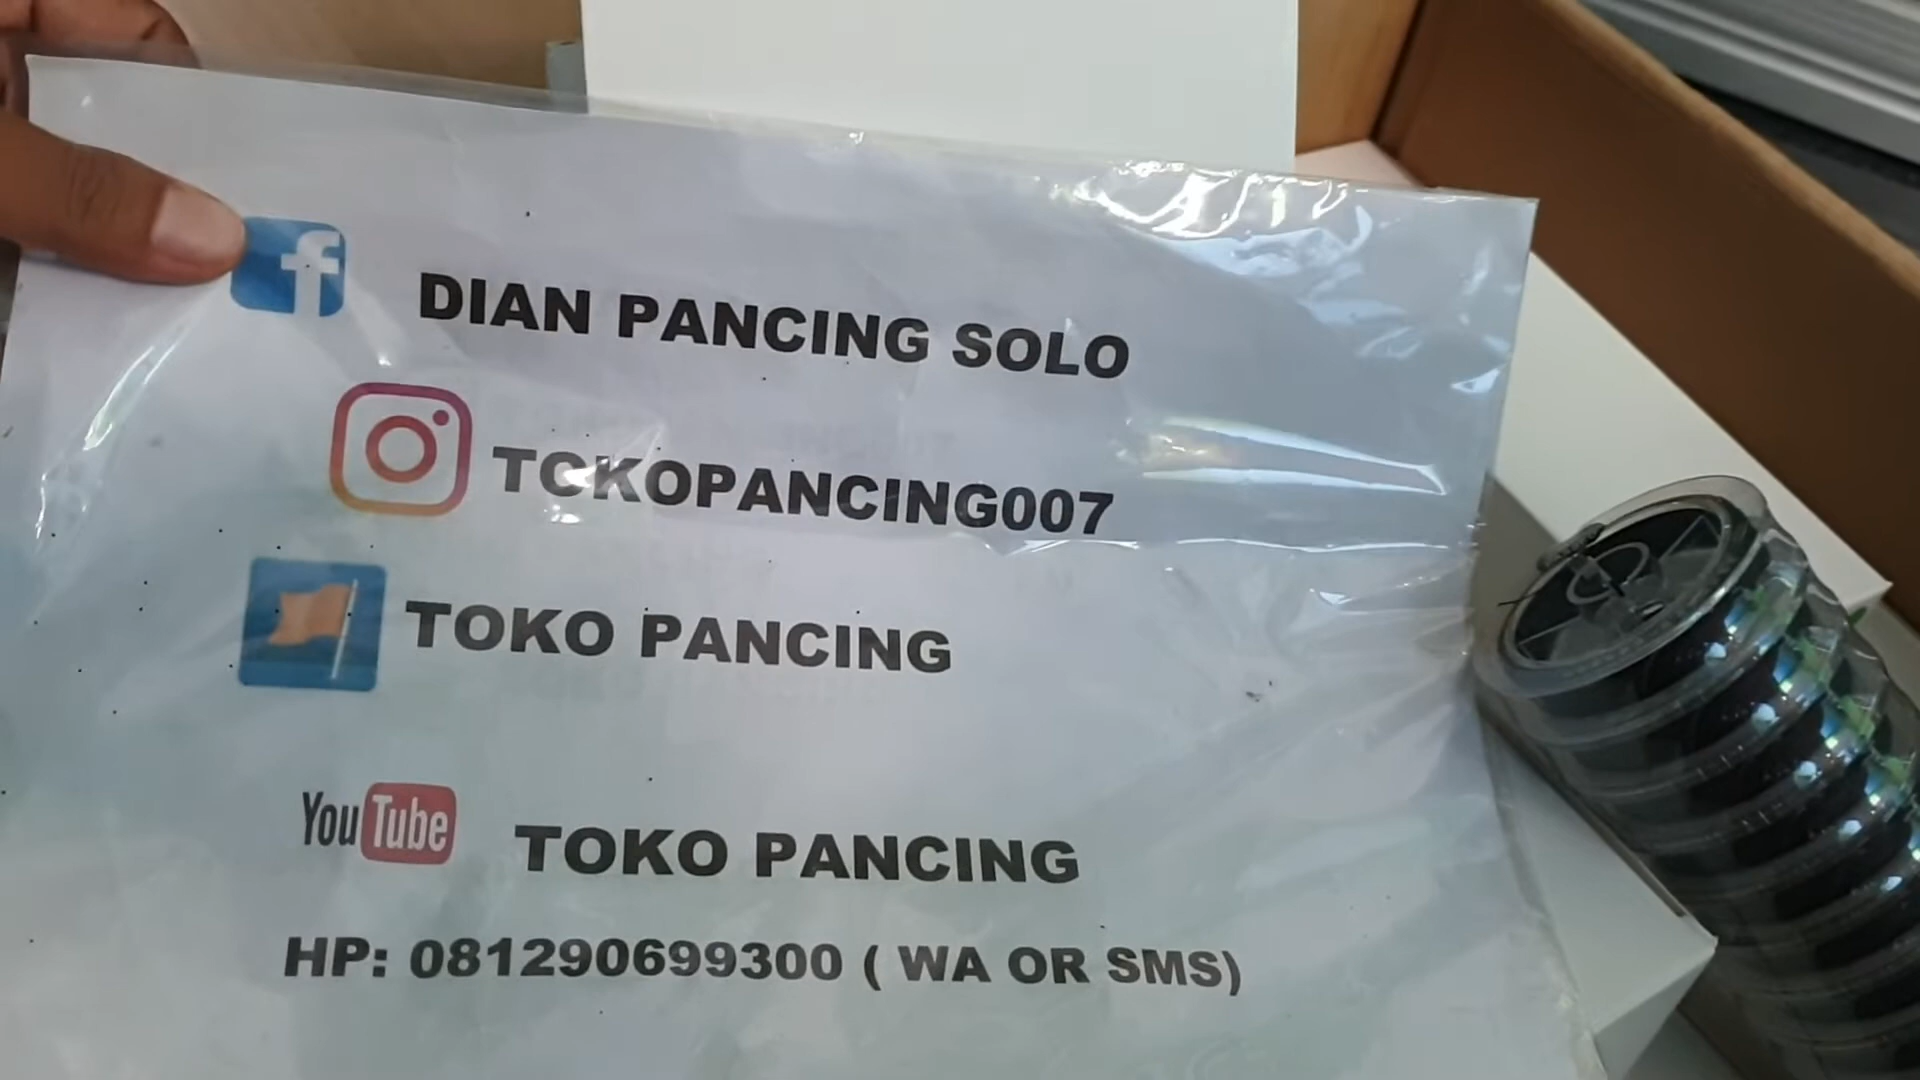 f DIAN PANCING SOLO
TOKOPANCING007
TOKO PANCING
YouTube TOKO PANCING
HP: 081290699300 ( WA OR SMS)